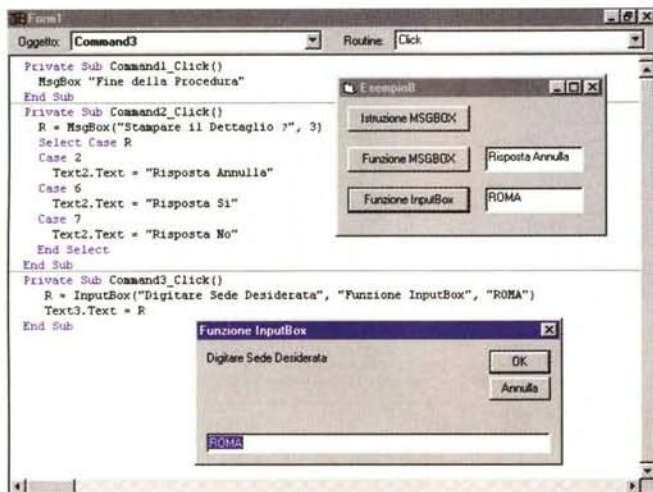 Form1
Oggetto: Command3 Routine: Click
Private Sub Command1_Click()
MsgBox "Fine della Procedura"
End Sub
Private Sub Command2_Click()
R = MsgBox("Stampare il Dettaglio ?", 3)
Select Case R
Case 2
Text2.Text = "Risposta Annulla"
Case 6
Text2.Text = "Risposta Si"
Case 7
Text2.Text = "Risposta No"
End Select
End Sub
Private Sub Command3_Click()
R = InputBox("Digitare Sede Desiderata", "Funzione InputBox", "ROMA")
Text3.Text = R
End Sub
EsempioB
Istruzione MSGBOX
Funzione MSGBOX Risposta Annulla
Funzione InputBox ROMA
Funzione InputBox
Digitare Sede Desiderata
OK
Annulla
ROMA